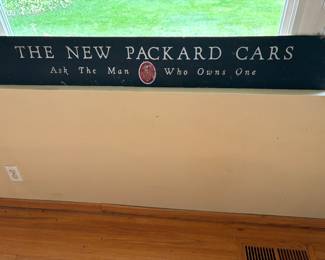 THE NEW PACKARD CARS
Ask The Man Who Owns One